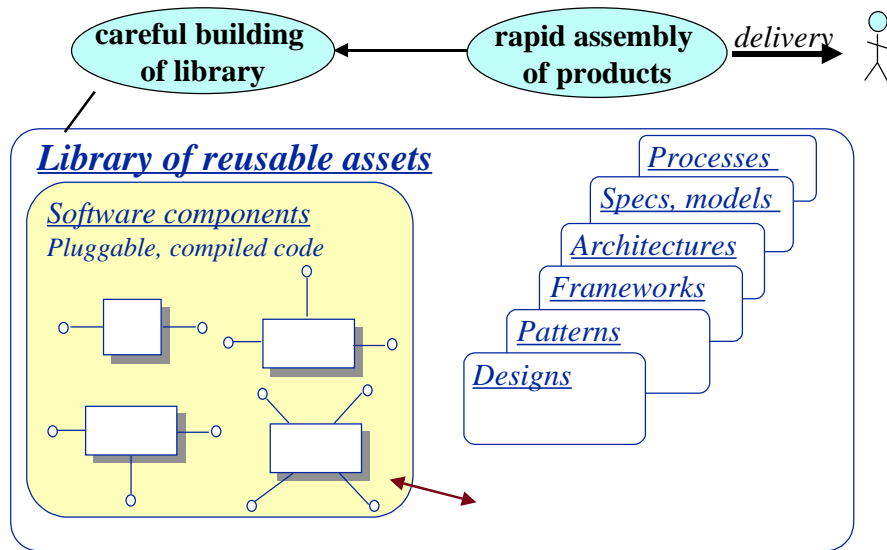 careful building
of library
rapid assembly
of products
delivery
Library of reusable assets
Software components
Pluggable, compiled code
Processes
Specs, models
Architectures
Frameworks
Patterns
Designs